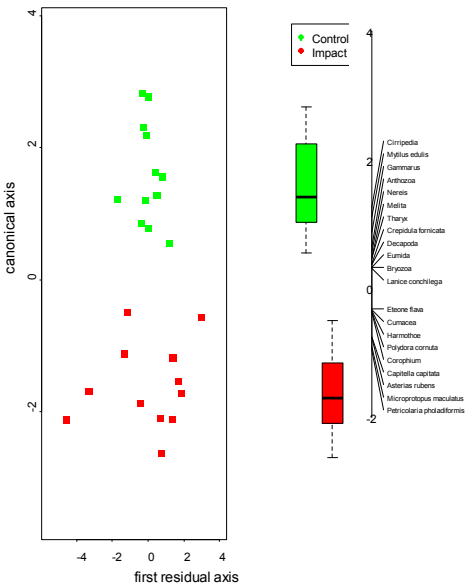 4
2
0
-2
canonical axis
-4
-2
0
2
4
first residual axis
Control
Impact
4
2
0
-2
Cirripedia
Mytilus edulis
Gammarus
Anthozoa
Nereis
Melita
Tharyx
Crepidula fornicata
Decapoda
Eumida
Bryozoa
Lanice conchilega
Eteone flava
Cumacea
Harmothoe
Polydora cornuta
Corophium
Capitella capitata
Asterias rubens
Microprotopus maculatus
Petricolaria pholadiformis